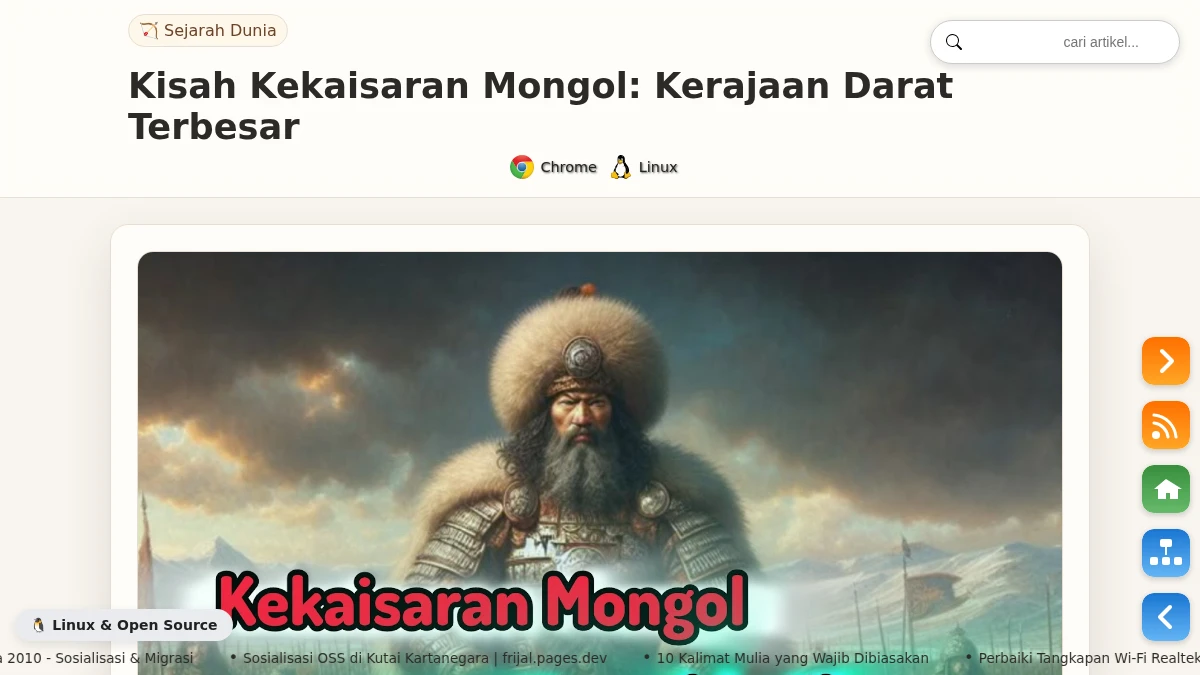 🏹 Sejarah Dunia
cari artikel...
Kisah Kekaisaran Mongol: Kerajaan Darat
Terbesar
Chrome Linux
Kekaisaran Mongol
🐧 Linux & Open Source
2010 - Sosialisasi & Migrasi • Sosialisasi OSS di Kutai Kartanegara | frijal.pages.dev • 10 Kalimat Mulia yang Wajib Dibiasakan • Perbaiki Tangkapan Wi-Fi Realtek